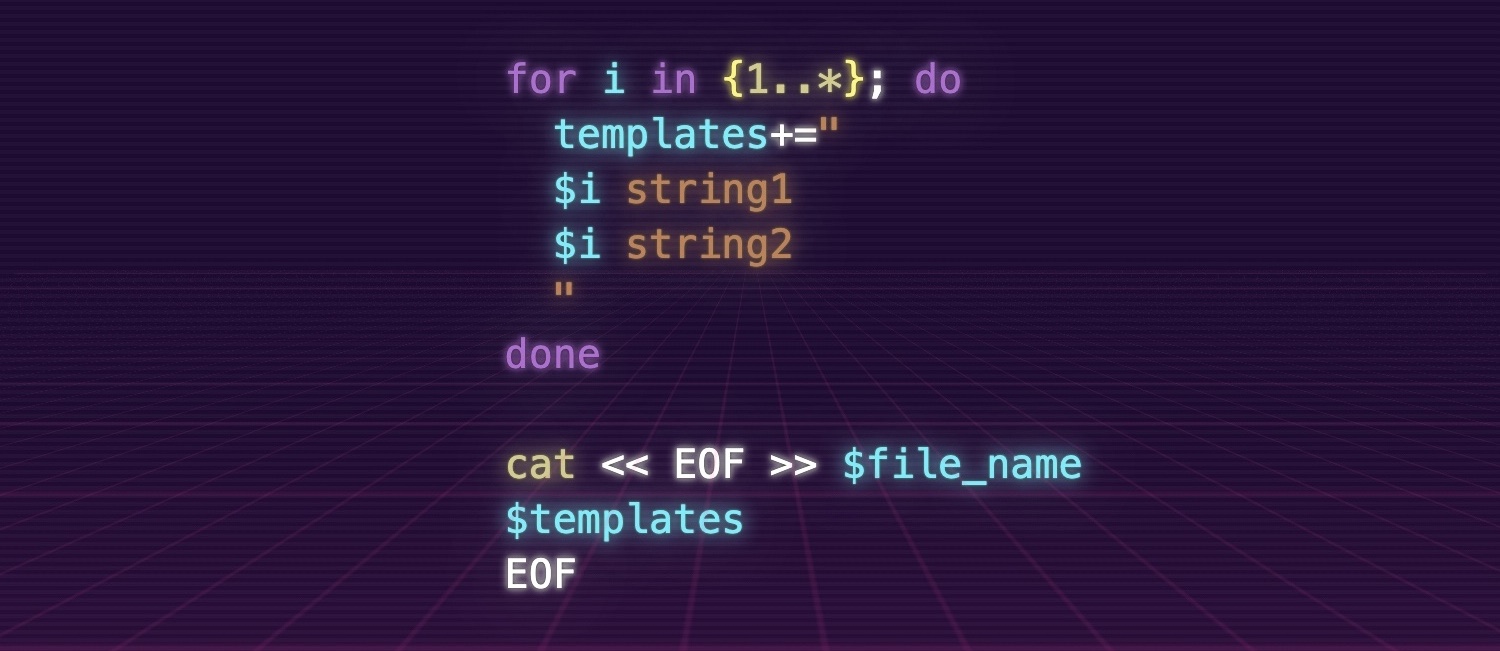 for i in {1..*}; do
  templates+="
  $i string1
  $i string2
  "
done

cat << EOF >> $file_name
$templates
EOF